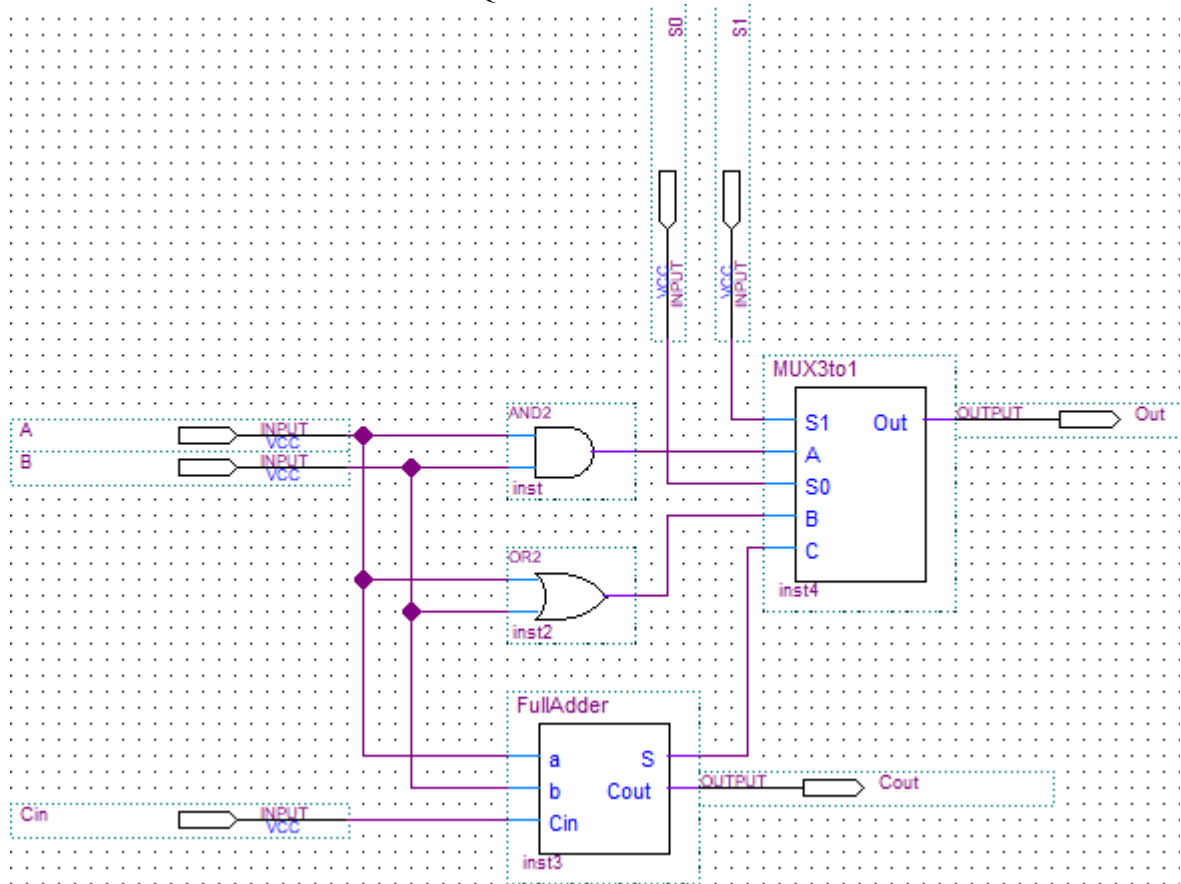 S0
S1
VCC
INPUT
VCC
INPUT
MUX3to1
S1
Out
OUTPUT
Out
A
INPUT
VCC
AND2
A
B
INPUT
VCC
inst
S0
B
OR2
C
inst4
inst2
FullAdder
a
S
b
Cout
OUTPUT
Cout
Cin
INPUT
VCC
Cin
inst3